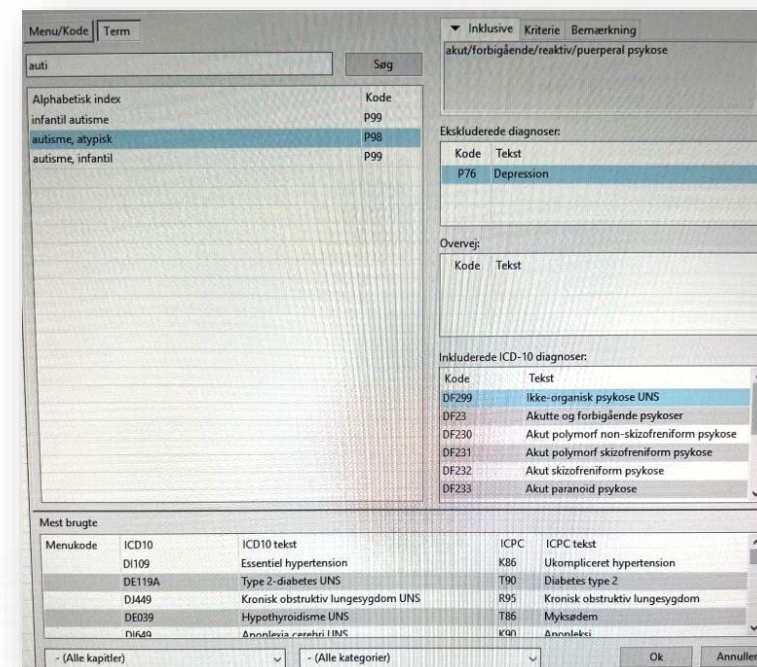 Menu/Kode Term
auti Søg
Alphabetisk index Kode
infantil autisme P99
autisme, atypisk P98
autisme, infantil P99
Inklusive Kriterie Bemærkning
akut/forbigående/reaktiv/puerperal psykose
Ekskluderede diagnoser:
Kode Tekst
P76 Depression
Overvej:
Kode Tekst
Inkluderede ICD-10 diagnoser:
Kode Tekst
DF299 Ikke-organisk psykose UNS
DF23 Akutte og forbigående psykoser
DF230 Akut polymorf non-skizofreniform psykose
DF231 Akut polymorf skizofreniform psykose
DF232 Akut skizofreniform psykose
DF233 Akut paranoid psykose
Mest brugte
Menukode ICD10 ICD10 tekst ICPC ICPC tekst
DI109 Essentiel hypertension K86 Ukompliceret hypertension
DE119A Type 2-diabetes UNS T90 Diabetes type 2
DJ449 Kronisk obstruktiv lungesygdom UNS R95 Kronisk obstruktiv lungesygdom
DE039 Hypothyroidisme UNS T86 Myksødem
DI649 Apopleksia cerebri UNS K90 Apopleksi
- (Alle kapitler) - (Alle kategorier) Ok Annuller